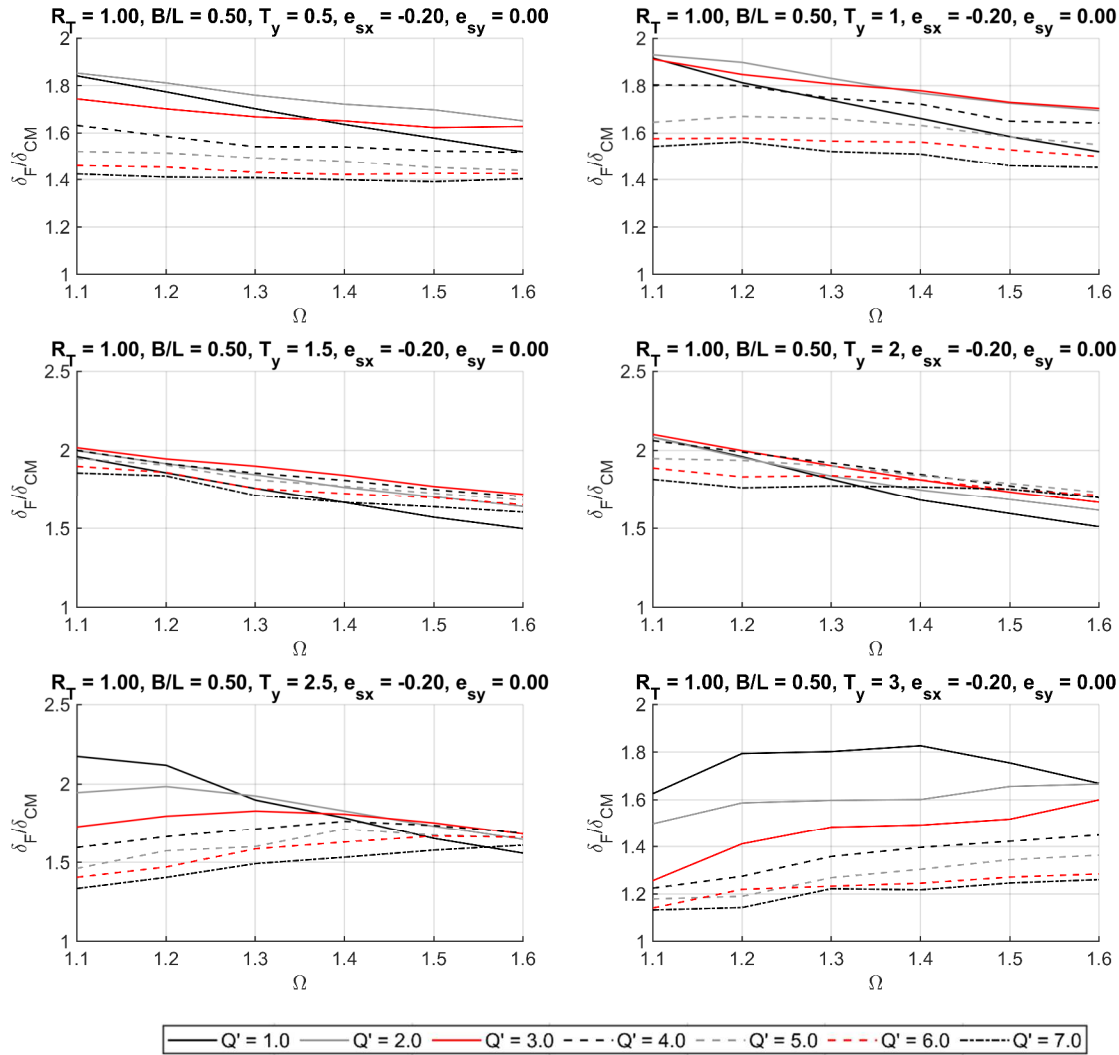 R_T = 1.00, B/L = 0.50, T_y = 0.5, e_sx = -0.20, e_sy = 0.00
2
1.8
1.6
1.4
1.2
1
δ_F/δ_CM
1.1 1.2 1.3 1.4 1.5 1.6
Ω
R_T = 1.00, B/L = 0.50, T_y = 1, e_sx = -0.20, e_sy = 0.00
2
1.8
1.6
1.4
1.2
1
δ_F/δ_CM
1.1 1.2 1.3 1.4 1.5 1.6
Ω
R_T = 1.00, B/L = 0.50, T_y = 1.5, e_sx = -0.20, e_sy = 0.00
2.5
2
1.5
1
δ_F/δ_CM
1.1 1.2 1.3 1.4 1.5 1.6
Ω
R_T = 1.00, B/L = 0.50, T_y = 2, e_sx = -0.20, e_sy = 0.00
2.5
2
1.5
1
δ_F/δ_CM
1.1 1.2 1.3 1.4 1.5 1.6
Ω
R_T = 1.00, B/L = 0.50, T_y = 2.5, e_sx = -0.20, e_sy = 0.00
2.5
2
1.5
1
δ_F/δ_CM
1.1 1.2 1.3 1.4 1.5 1.6
Ω
R_T = 1.00, B/L = 0.50, T_y = 3, e_sx = -0.20, e_sy = 0.00
2
1.8
1.6
1.4
1.2
1
δ_F/δ_CM
1.1 1.2 1.3 1.4 1.5 1.6
Ω
Q' = 1.0 Q' = 2.0 Q' = 3.0 Q' = 4.0 Q' = 5.0 Q' = 6.0 Q' = 7.0